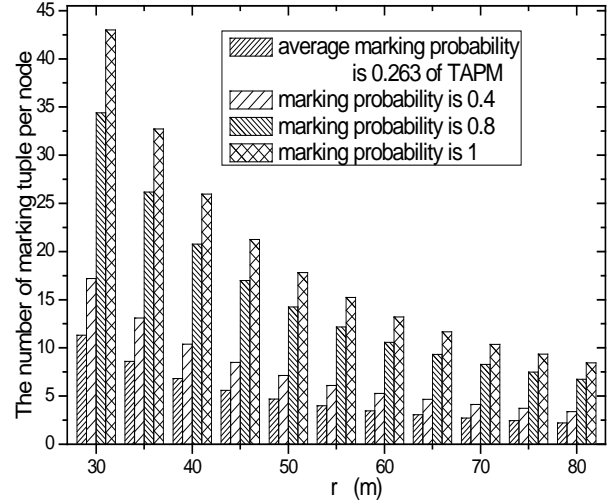 The number of marking tuple per node
45
40
35
30
25
20
15
10
5
0
average marking probability
is 0.263 of TAPM
marking probability is 0.4
marking probability is 0.8
marking probability is 1
30 40 50 60 70 80
r (m)